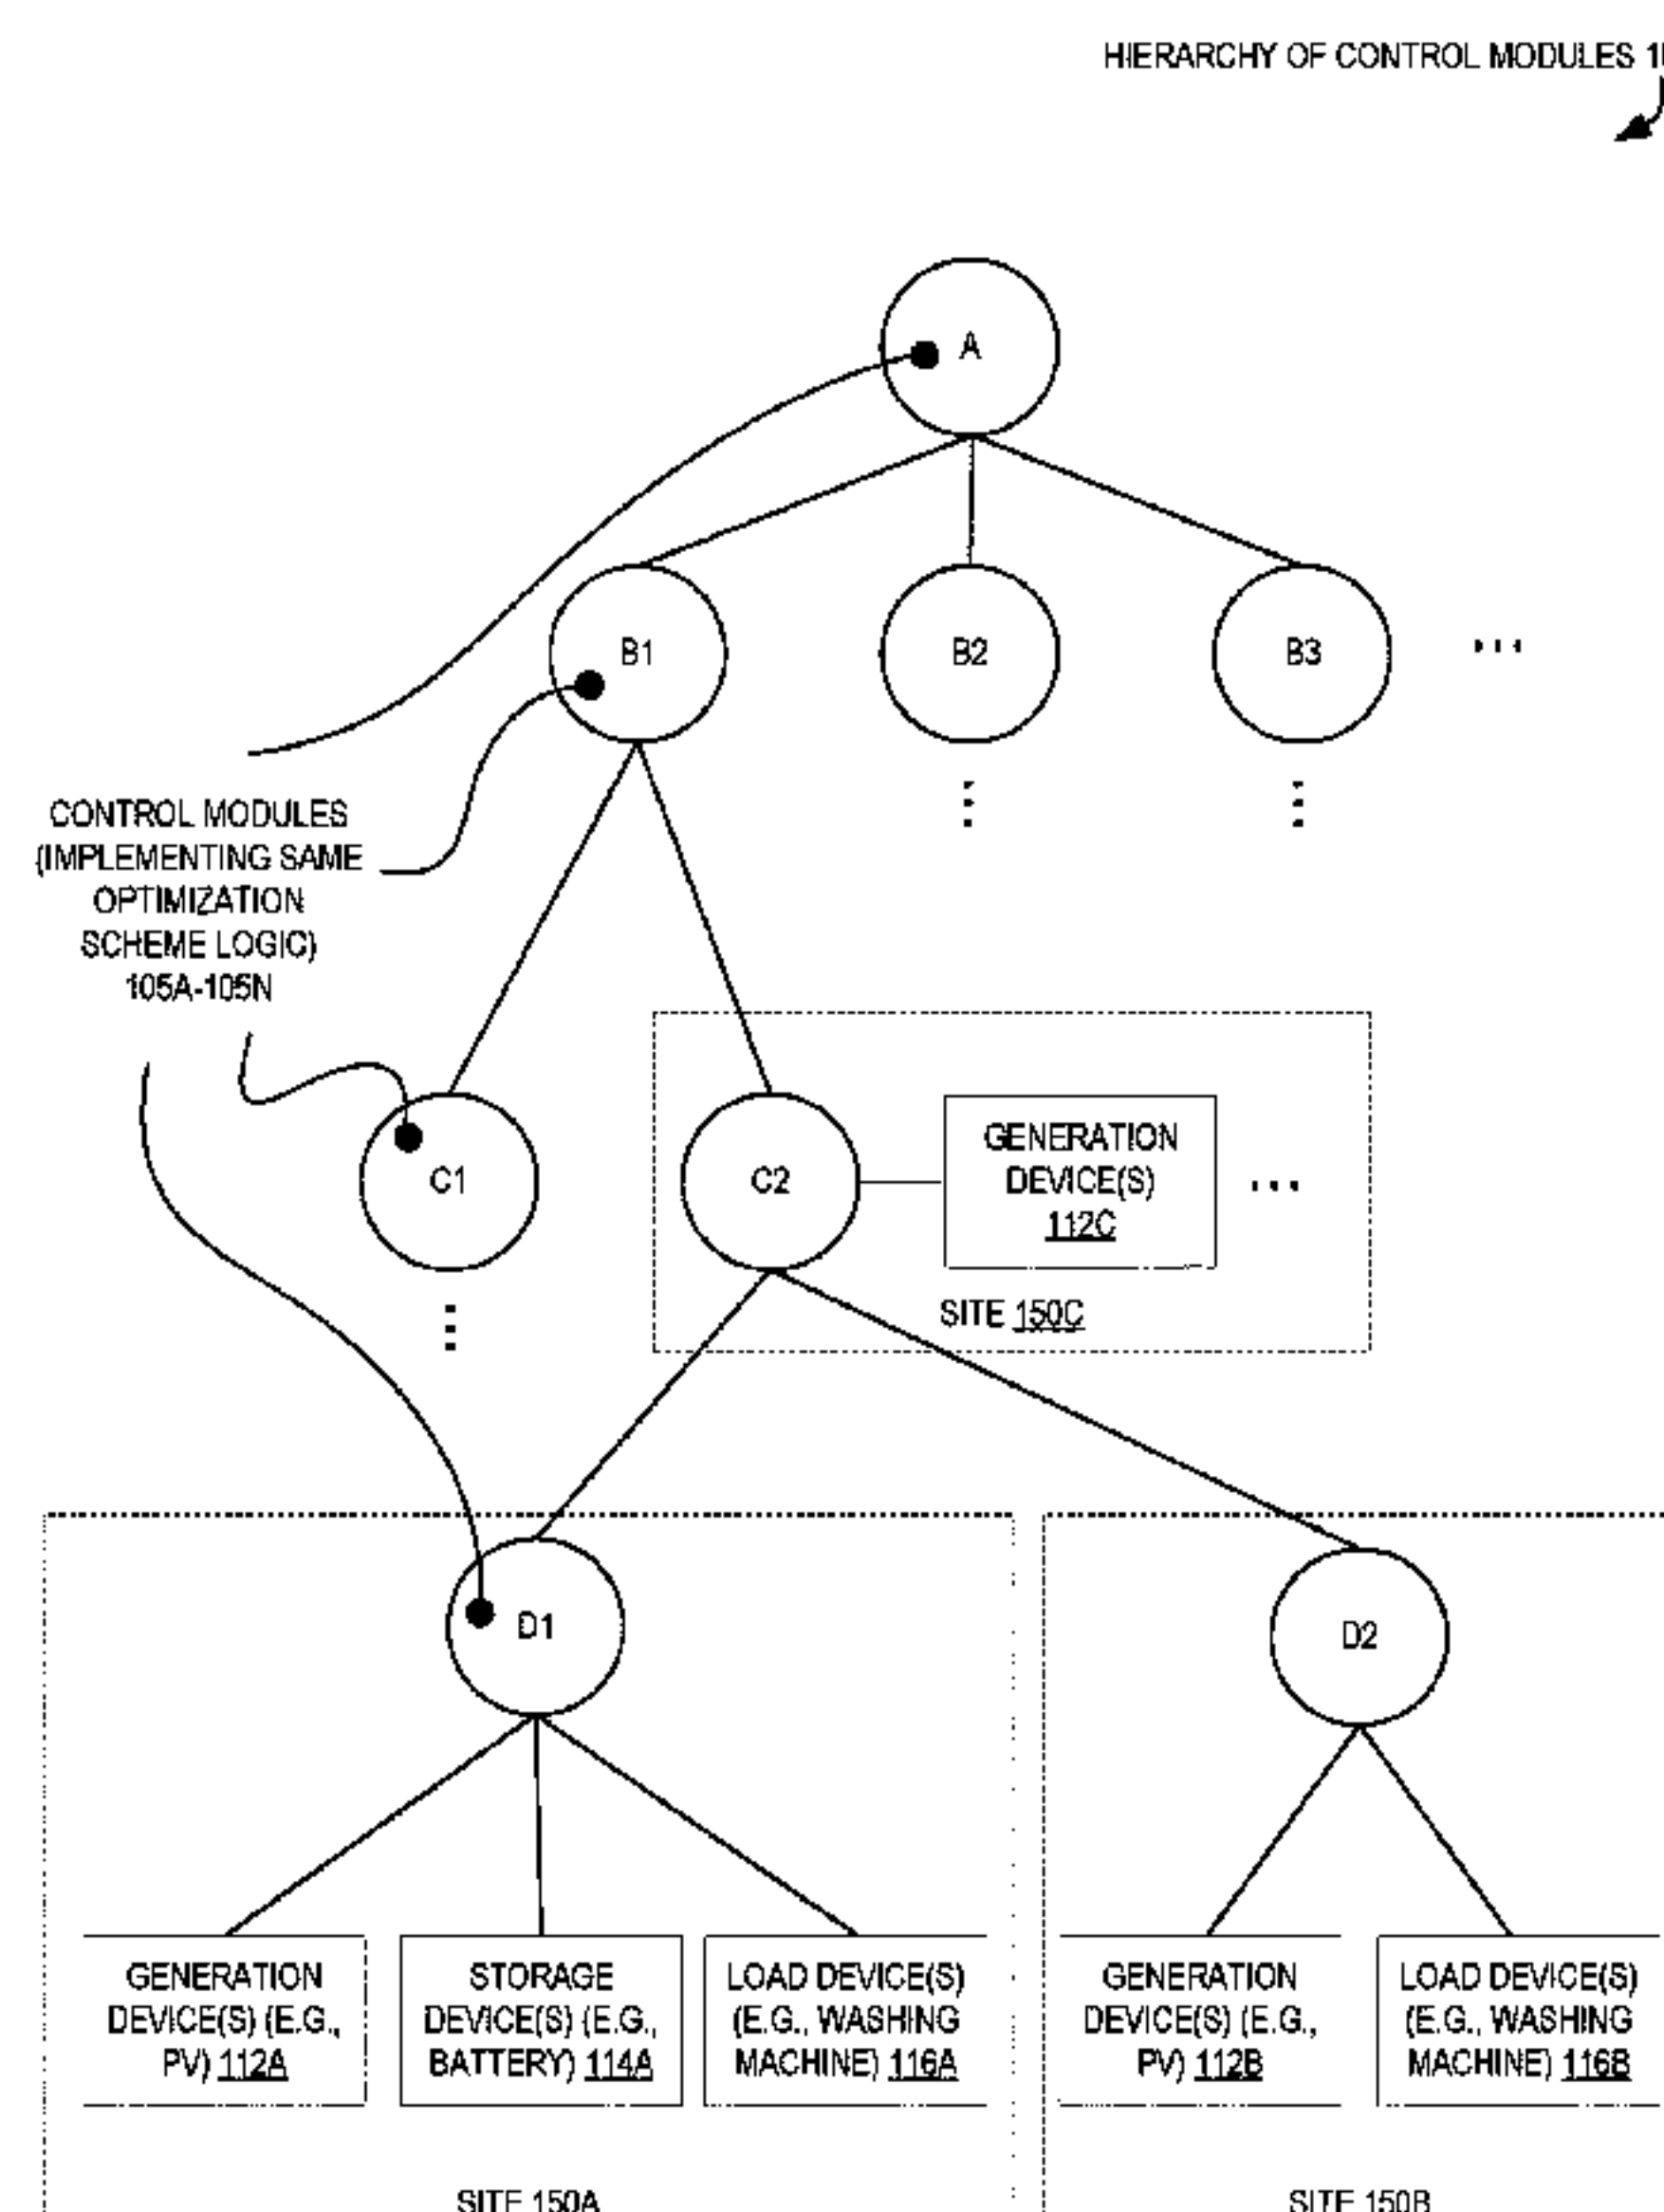 HIERARCHY OF CONTROL MODULES
A
B1
B2
B3
...
CONTROL MODULES
(IMPLEMENTING SAME
OPTIMIZATION
SCHEME LOGIC)
105A-105N
C1
C2
GENERATION
DEVICE(S)
112C
...
SITE 150C
D1
D2
GENERATION
DEVICE(S) (E.G.,
PV) 112A
STORAGE
DEVICE(S) (E.G.,
BATTERY) 114A
LOAD DEVICE(S)
(E.G., WASHING
MACHINE) 116A
GENERATION
DEVICE(S) (E.G.,
PV) 112B
LOAD DEVICE(S)
(E.G., WASHING
MACHINE) 116B
SITE 150A
SITE 150B